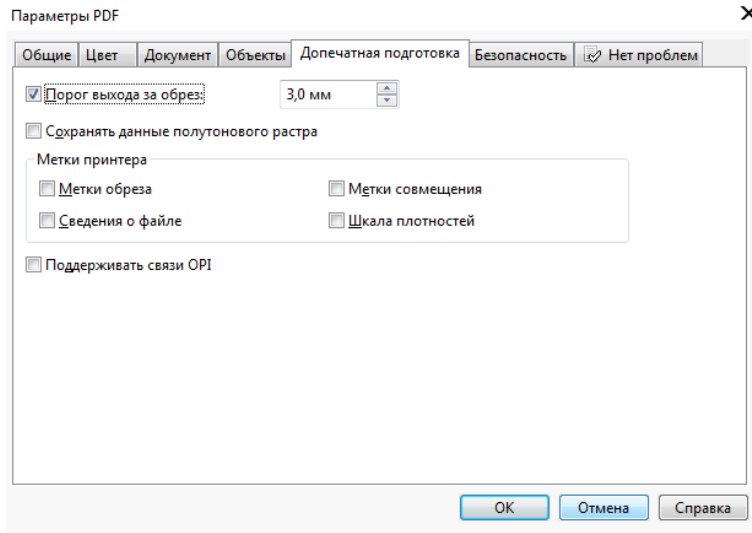 Параметры PDF
Общие Цвет Документ Объекты Допечатная подготовка Безопасность Нет проблем
Порог выхода за обрез: 3,0 мм
Сохранять данные полутонового растра
Метки принтера
Метки обреза Метки совмещения
Сведения о файле Шкала плотностей
Поддерживать связи OPI
OK Отмена Справка